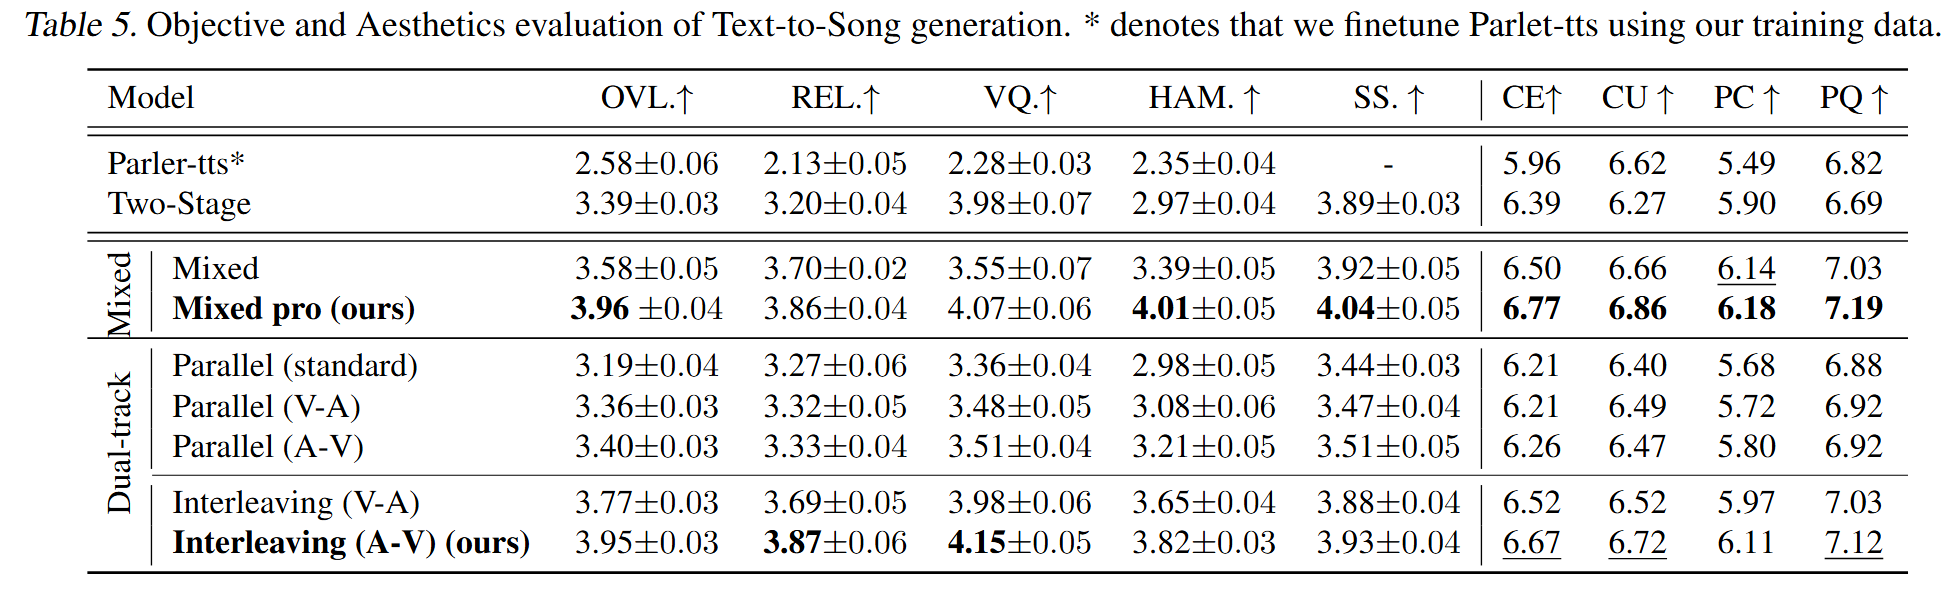 Table 5. Objective and Aesthetics evaluation of Text-to-Song generation. * denotes that we finetune Parlet-tts using our training data.
Model OVL.↑ REL.↑ VQ.↑ HAM. ↑ SS. ↑ CE↑ CU ↑ PC ↑ PQ ↑
Parler-tts* 2.58±0.06 2.13±0.05 2.28±0.03 2.35±0.04 - 5.96 6.62 5.49 6.82
Two-Stage 3.39±0.03 3.20±0.04 3.98±0.07 2.97±0.04 3.89±0.03 6.39 6.27 5.90 6.69
Mixed
Mixed 3.58±0.05 3.70±0.02 3.55±0.07 3.39±0.05 3.92±0.05 6.50 6.66 6.14 7.03
Mixed pro (ours) 3.96 ±0.04 3.86±0.04 4.07±0.06 4.01±0.05 4.04±0.05 6.77 6.86 6.18 7.19
Dual-track
Parallel (standard) 3.19±0.04 3.27±0.06 3.36±0.04 2.98±0.05 3.44±0.03 6.21 6.40 5.68 6.88
Parallel (V-A) 3.36±0.03 3.32±0.05 3.48±0.05 3.08±0.06 3.47±0.04 6.21 6.49 5.72 6.92
Parallel (A-V) 3.40±0.03 3.33±0.04 3.51±0.04 3.21±0.05 3.51±0.05 6.26 6.47 5.80 6.92
Interleaving (V-A) 3.77±0.03 3.69±0.05 3.98±0.06 3.65±0.04 3.88±0.04 6.52 6.52 5.97 7.03
Interleaving (A-V) (ours) 3.95±0.03 3.87±0.06 4.15±0.05 3.82±0.03 3.93±0.04 6.67 6.72 6.11 7.12